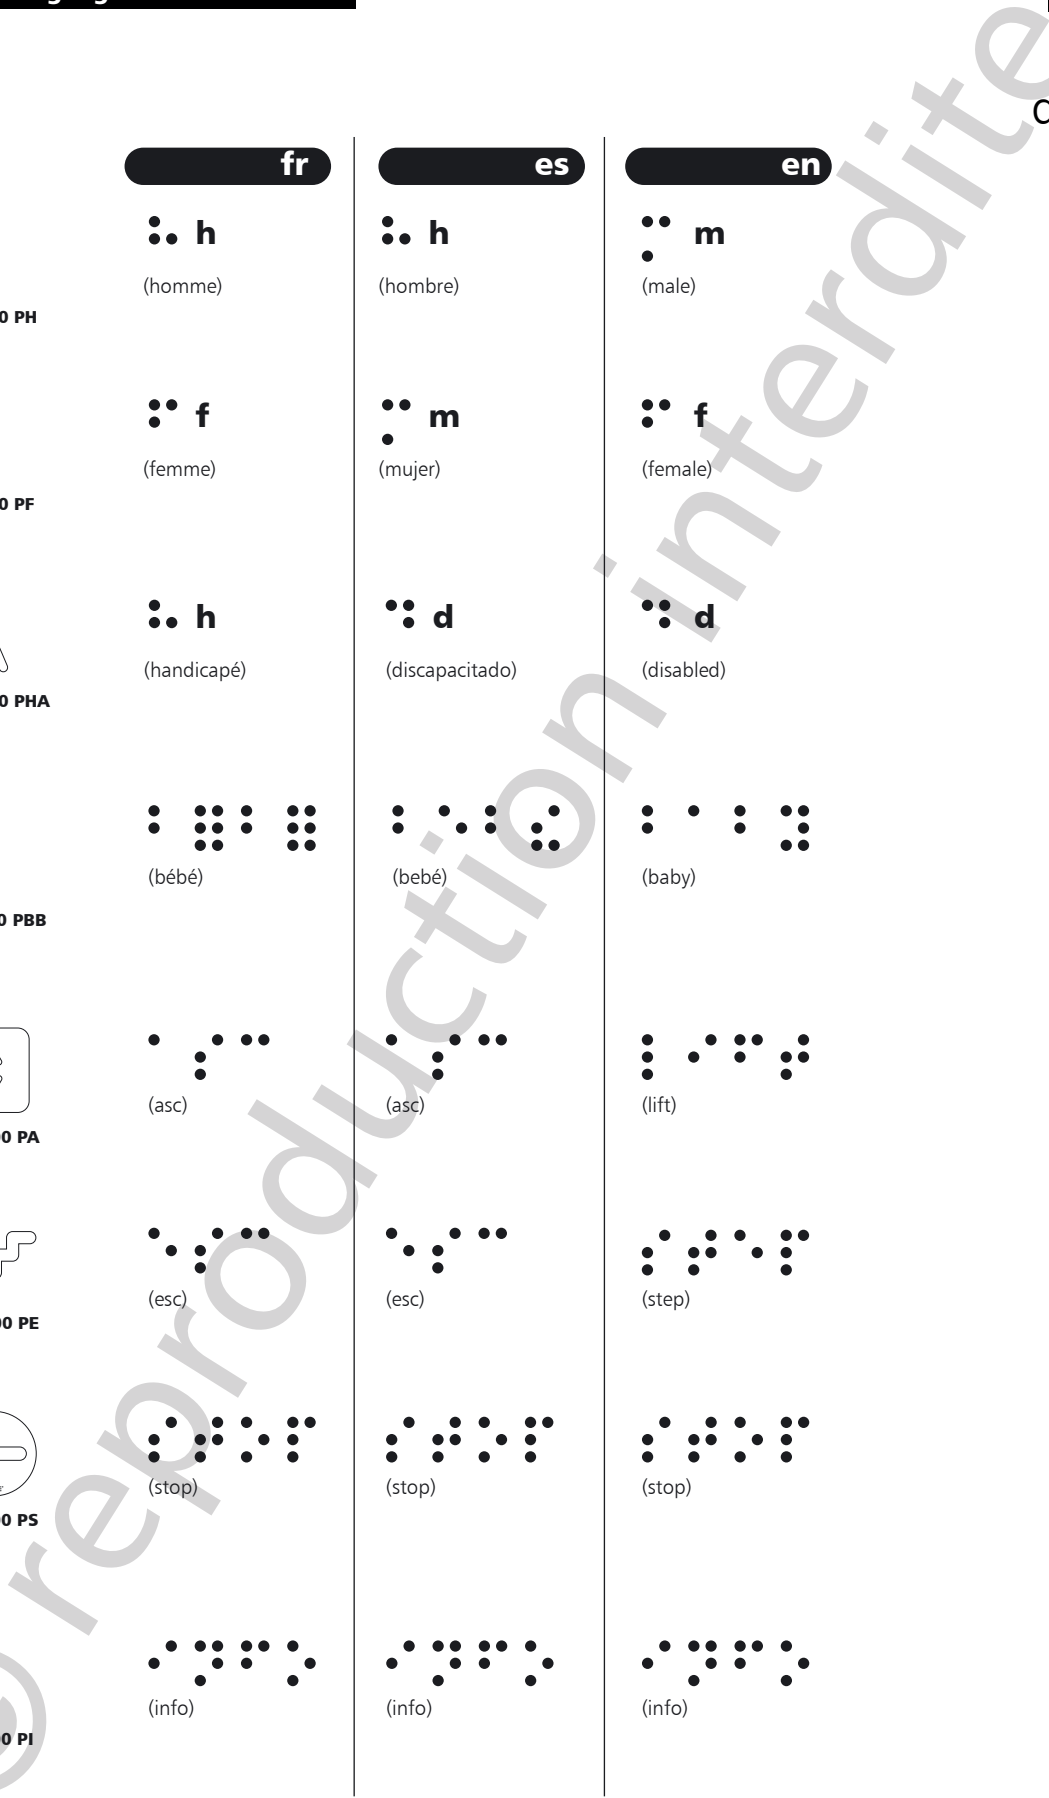 fr es en
⠓ h ⠓ h ⠍ m
(homme) (hombre) (male)
0 PH
⠋ f ⠍ m ⠋ f
(femme) (mujer) (female)
0 PF
⠓ h ⠙ d ⠙ d
(handicapé) (discapacitado) (disabled)
0 PHA
⠃⠿⠃⠿ ⠃⠑⠃⠮ ⠃⠁⠃⠽
(bébé) (bebé) (baby)
0 PBB
⠁⠎⠉ ⠁⠎⠉ ⠇⠊⠋⠞
(asc) (asc) (lift)
0 PA
⠑⠎⠉ ⠑⠎⠉ ⠎⠞⠑⠏
(esc) (esc) (step)
00 PE
⠎⠞⠕⠏ ⠎⠞⠕⠏ ⠎⠞⠕⠏
(stop) (stop) (stop)
0 PS
⠊⠝⠋⠕ ⠊⠝⠋⠕ ⠊⠝⠋⠕
(info) (info) (info)
0 PI
© reproduction interdite